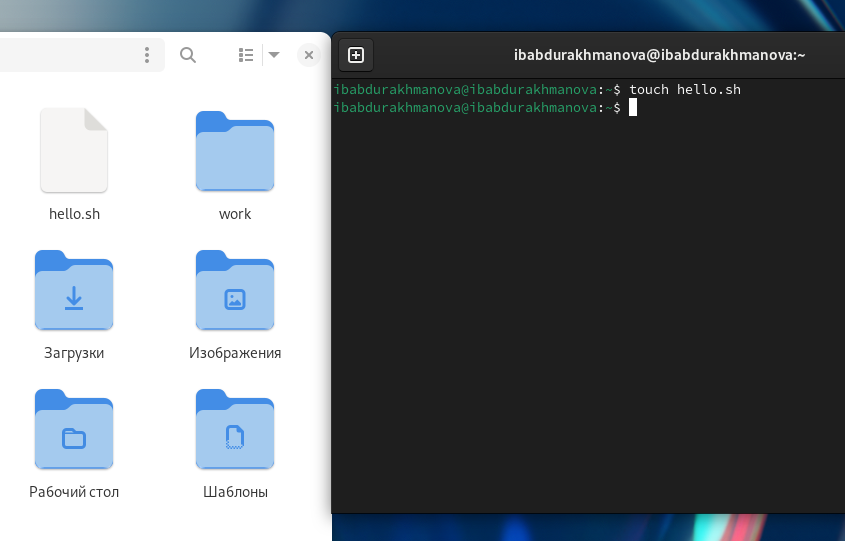 ibabdurakhmanova@ibabdurakhmanova:~
ibabdurakhmanova@ibabdurakhmanova:~$ touch hello.sh
ibabdurakhmanova@ibabdurakhmanova:~$
hello.sh
work
Загрузки
Изображения
Рабочий стол
Шаблоны